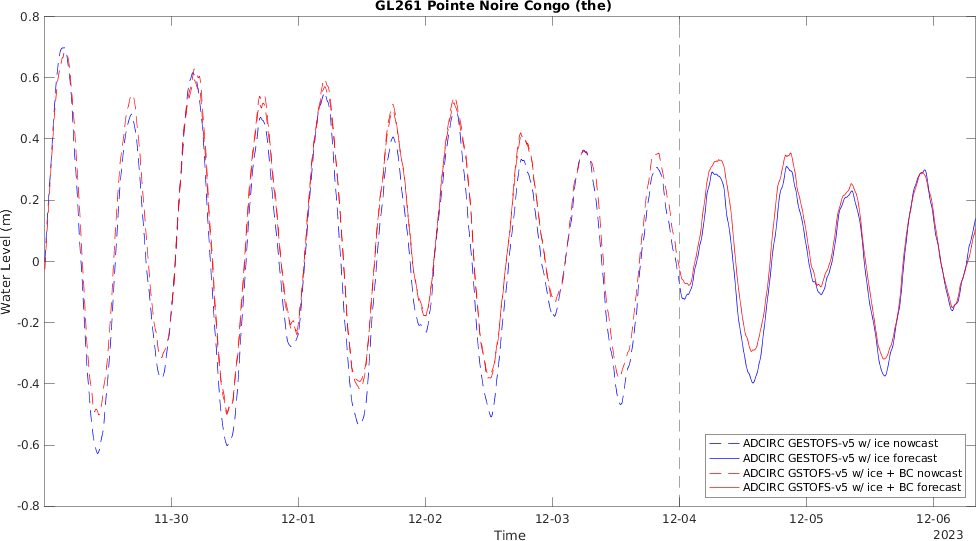 GL261 Pointe Noire Congo (the)
0.8
0.6
0.4
0.2
0
-0.2
-0.4
-0.6
-0.8
Water Level (m)
11-30
12-01
12-02
12-03
12-04
12-05
12-06
Time
2023
ADCIRC GESTOFS-v5 w/ ice nowcast
ADCIRC GESTOFS-v5 w/ ice forecast
ADCIRC GSTOFS-v5 w/ ice + BC nowcast
ADCIRC GSTOFS-v5 w/ ice + BC forecast